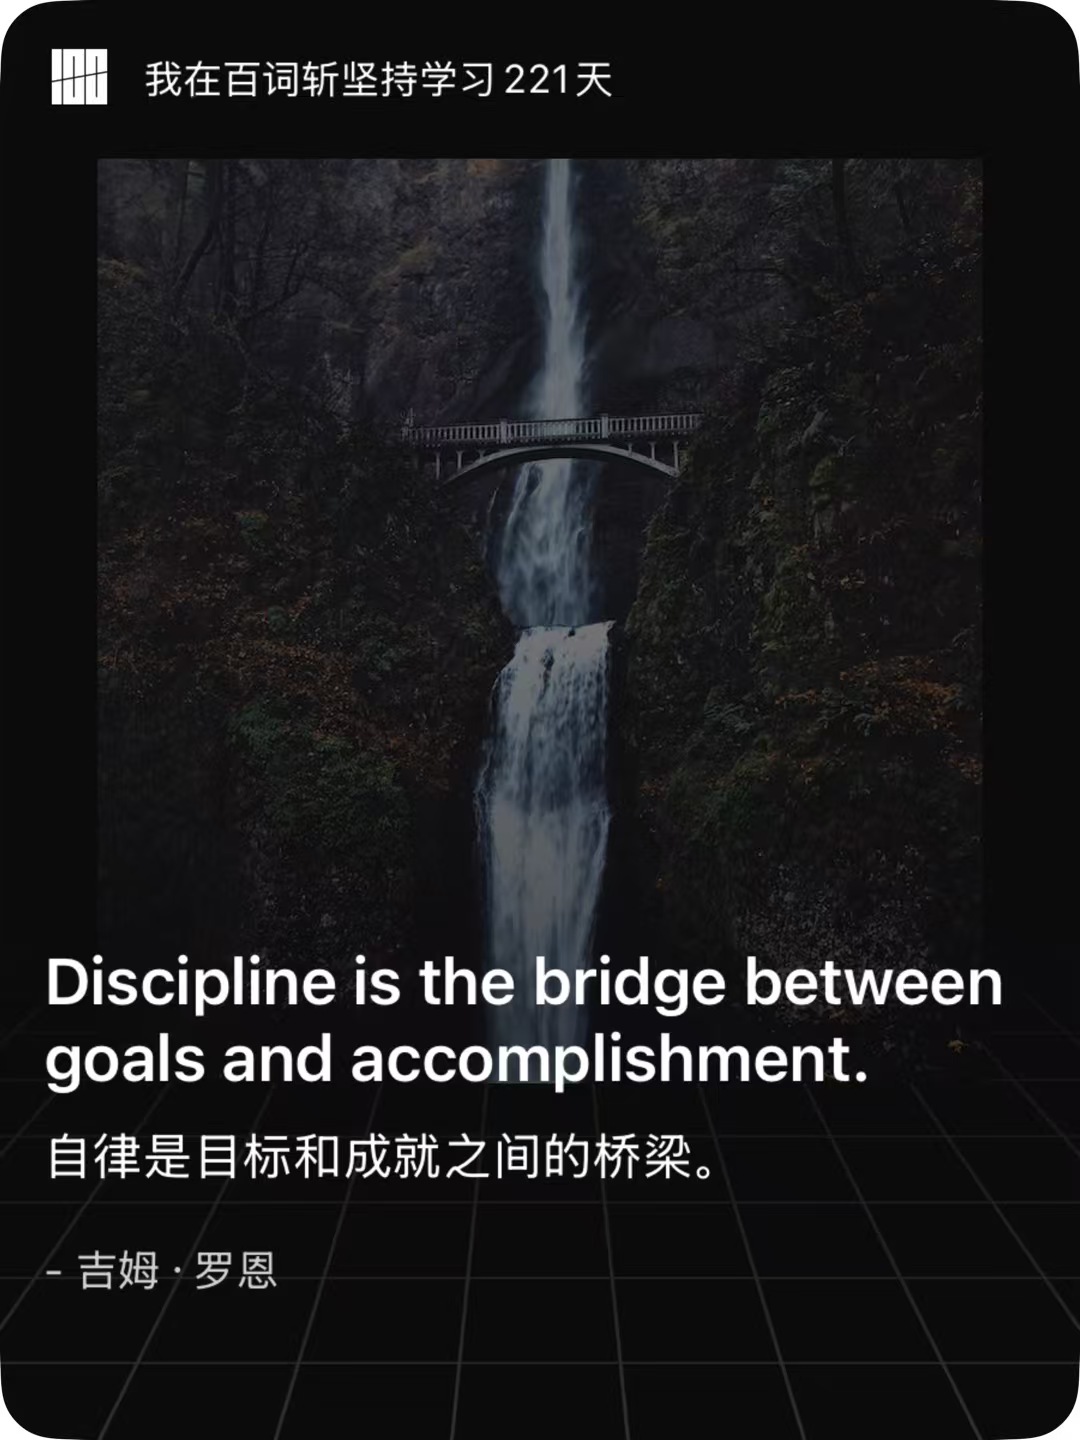 100
我在百词斩坚持学习221天
Discipline is the bridge between
goals and accomplishment.
自律是目标和成就之间的桥梁。
- 吉姆·罗恩